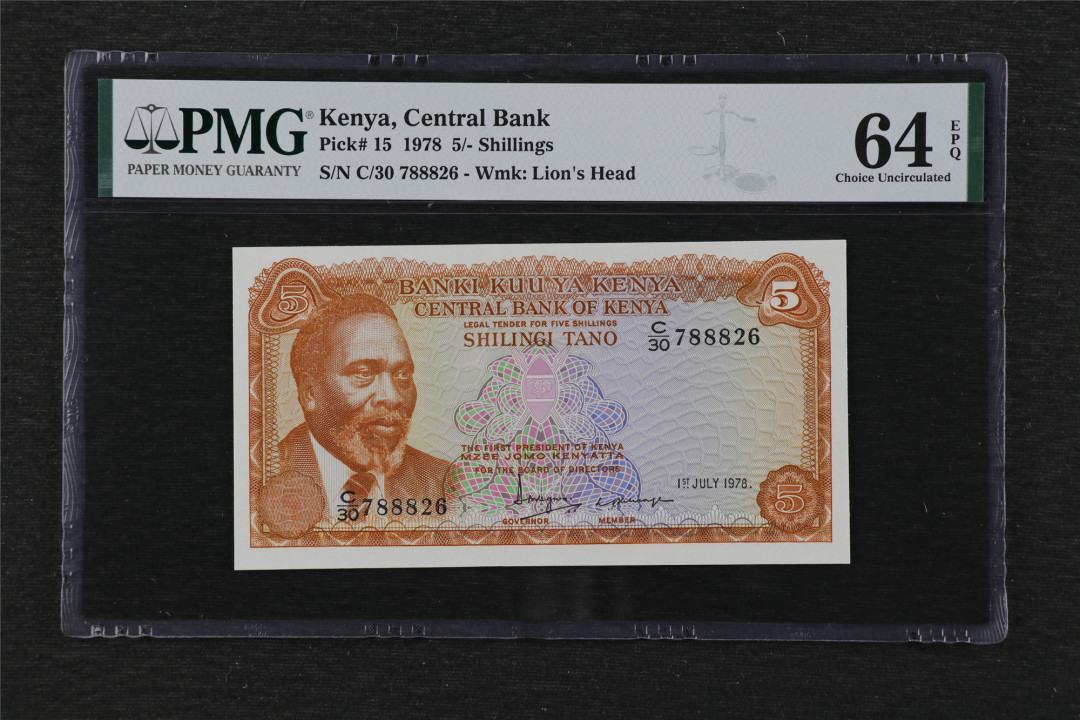 PMG®
PAPER MONEY GUARANTY
Kenya, Central Bank
Pick# 15 1978 5/- Shillings
S/N C/30 788826 - Wmk: Lion's Head
64
EPQ
Choice Uncirculated
5
BANKI KUU YA KENYA
5
CENTRAL BANK OF KENYA
LEGAL TENDER FOR FIVE SHILLINGS
SHILINGI TANO
C/30 788826
THE FIRST PRESIDENT OF KENYA
MZEE JOMO KENYATTA
FOR THE BOARD OF DIRECTORS
1ST JULY 1978.
C/30 788826
5
GOVERNOR MEMBER